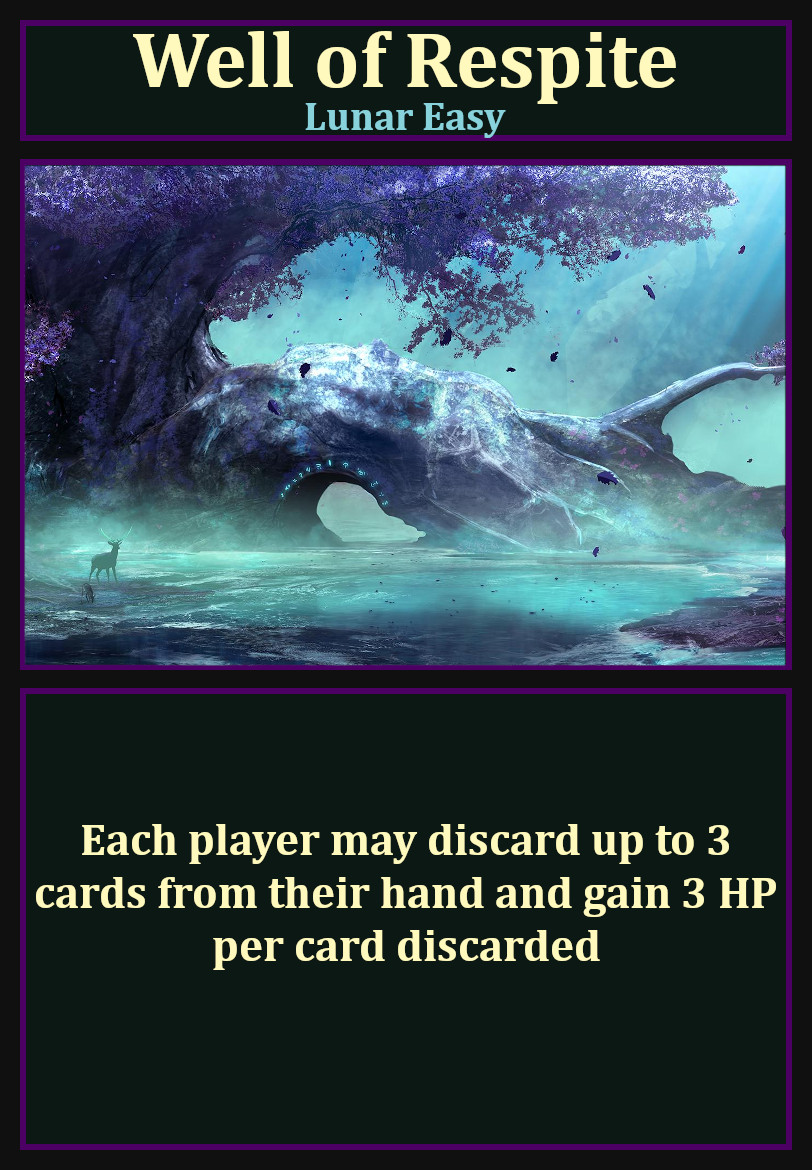 Well of Respite
Lunar Easy
Each player may discard up to 3
cards from their hand and gain 3 HP
per card discarded